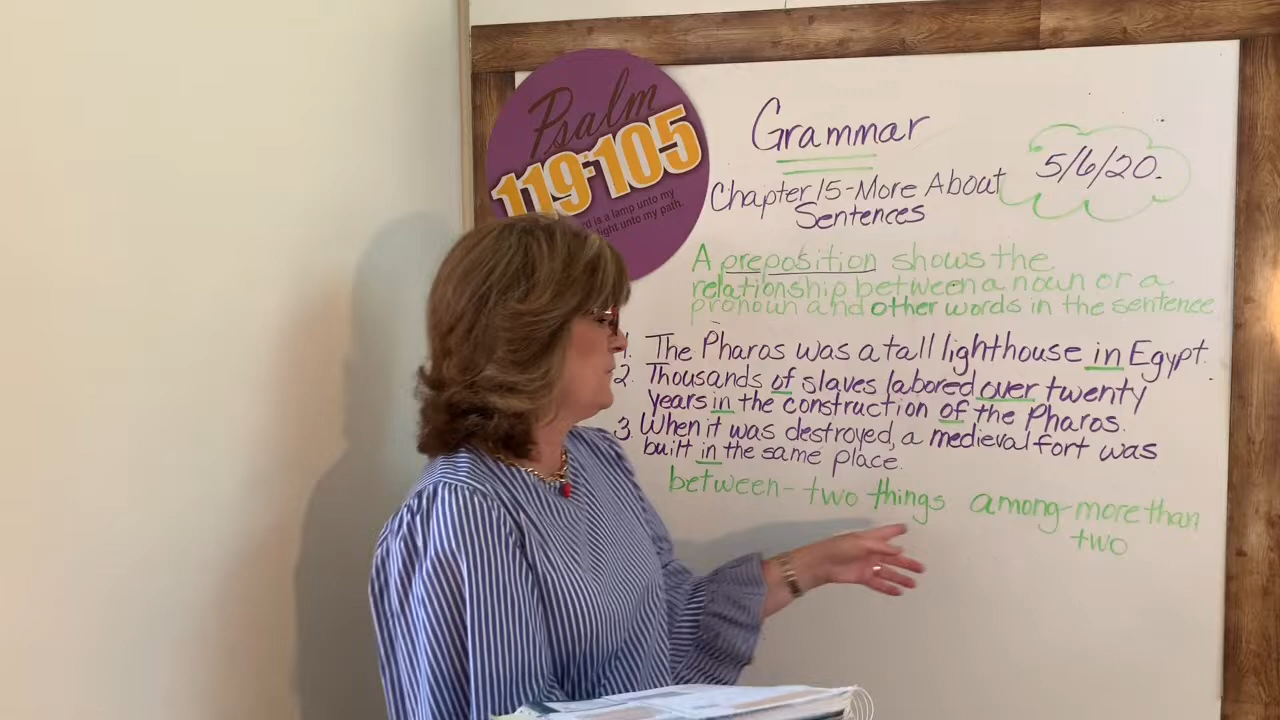 Psalm
119:105
rd is a lamp unto my
light unto my path.
Grammar
5/6/20.
Chapter 15-More About
Sentences
A preposition shows the
relationship between a noun or a
pronoun and other words in the sentence
1. The Pharos was a tall lighthouse in Egypt.
2. Thousands of slaves labored over twenty
years in the construction of the Pharos.
3. When it was destroyed, a medieval fort was
built in the same place.
between- two things among-more than
two